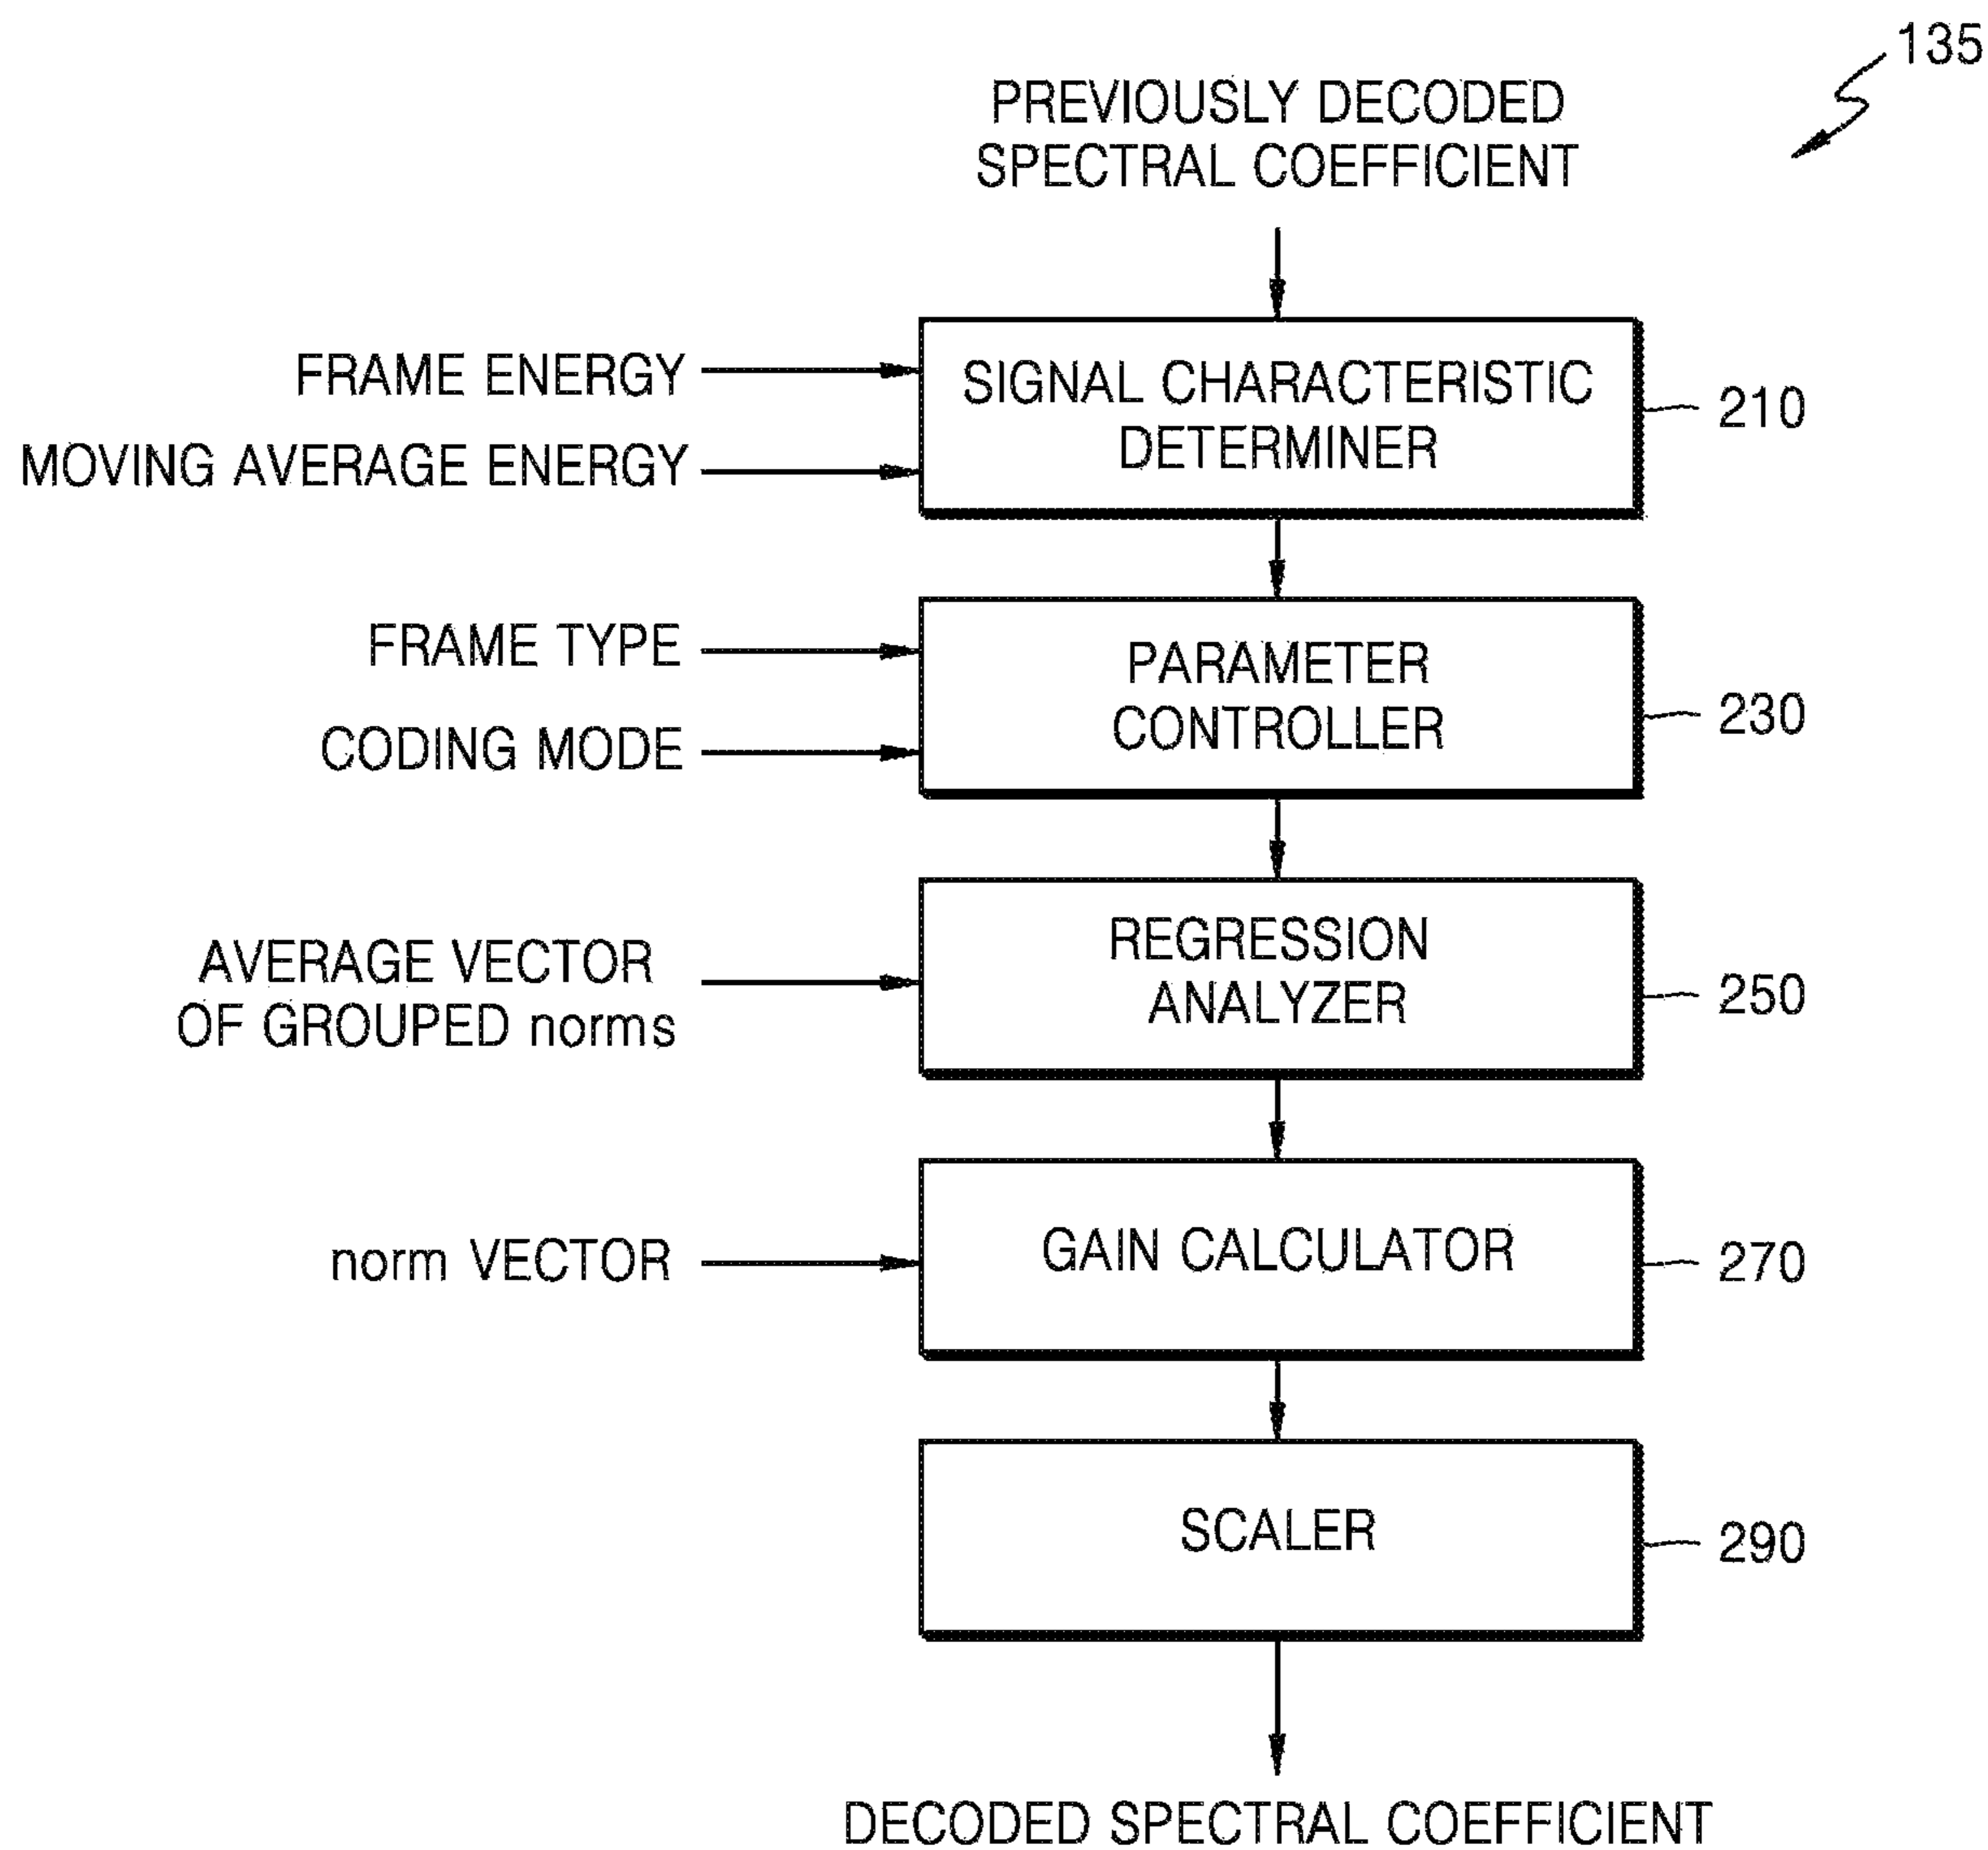 135
PREVIOUSLY DECODED
SPECTRAL COEFFICIENT
FRAME ENERGY
MOVING AVERAGE ENERGY
SIGNAL CHARACTERISTIC
DETERMINER
210
FRAME TYPE
CODING MODE
PARAMETER
CONTROLLER
230
AVERAGE VECTOR
OF GROUPED norms
REGRESSION
ANALYZER
250
norm VECTOR
GAIN CALCULATOR
270
SCALER
290
DECODED SPECTRAL COEFFICIENT